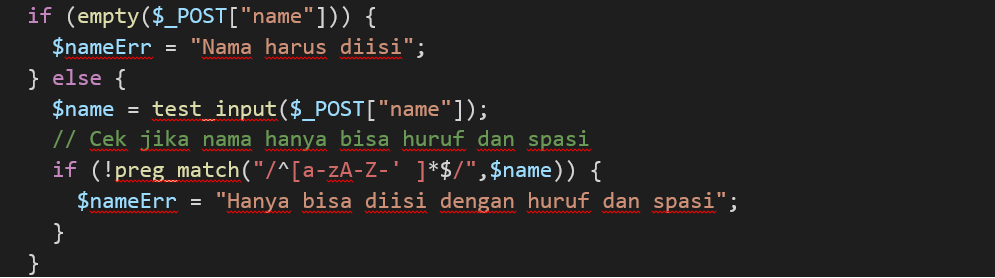 if (empty($_POST["name"])) {
$nameErr = "Nama harus diisi";
} else {
$name = test_input($_POST["name"]);
// Cek jika nama hanya bisa huruf dan spasi
if (!preg_match("/^[a-zA-Z-' ]*$/",$name)) {
$nameErr = "Hanya bisa diisi dengan huruf dan spasi";
}
}